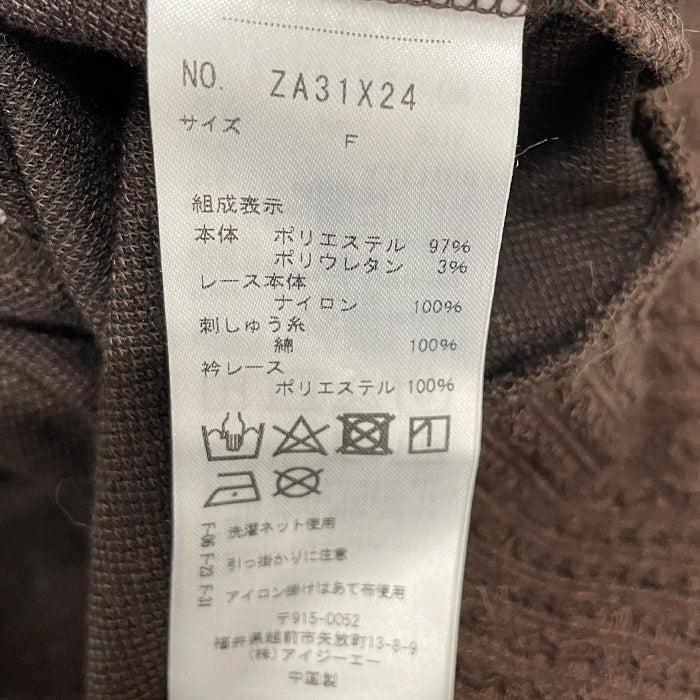 NO. ZA31X24
サイズ
F
組成表示
本体 ポリエステル 97%
ポリウレタン 3%
レース本体
ナイロン 100%
刺しゅう糸
綿 100%
衿レース
ポリエステル 100%
洗濯ネット使用
引っ掛かりに注意
アイロン掛けはあて布使用
〒915-0052
福井県越前市矢放町13-8-9
(株)アイジーエー
中国製